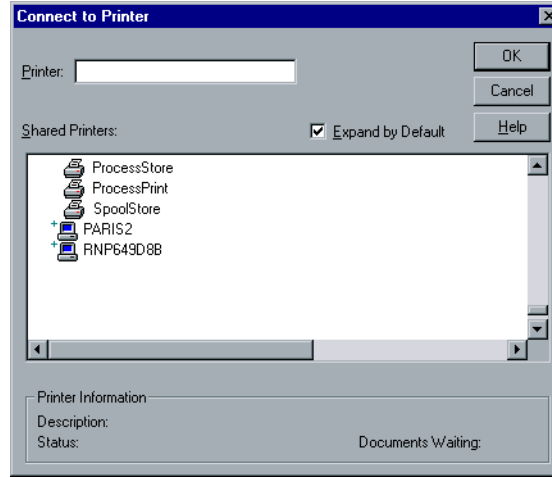 Connect to Printer
Printer:
OK
Cancel
Help
Shared Printers:
Expand by Default
ProcessStore
ProcessPrint
SpoolStore
PARIS2
RNP649D8B
Printer Information
Description:
Status:
Documents Waiting: